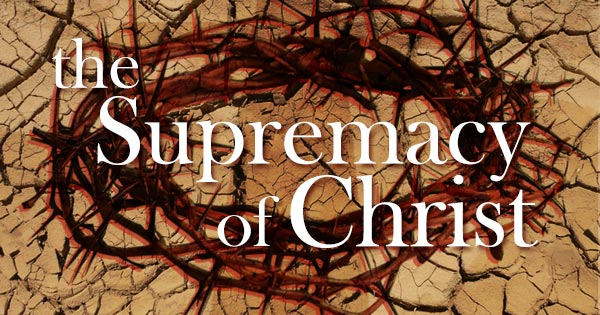 the
Supremacy
of Christ